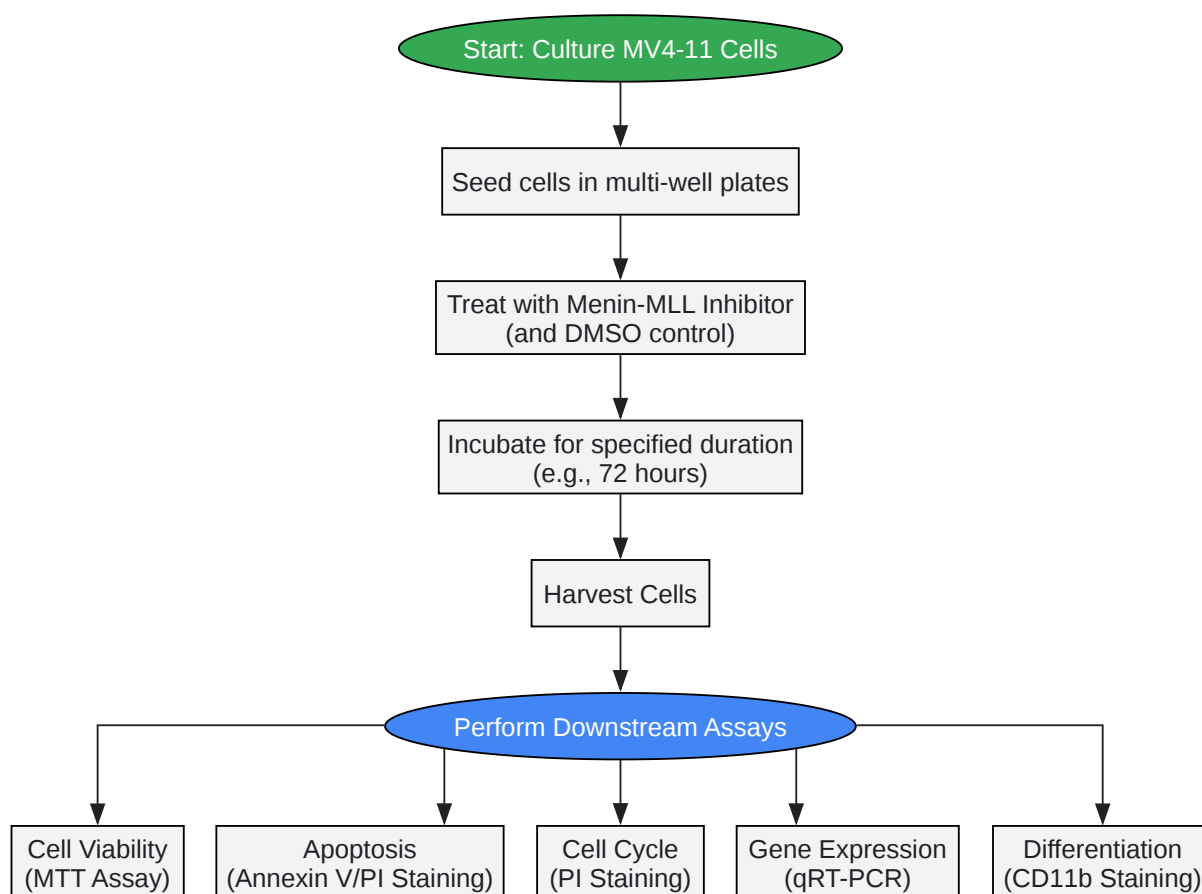 Start: Culture MV4-11 Cells
Seed cells in multi-well plates
Treat with Menin-MLL Inhibitor
(and DMSO control)
Incubate for specified duration
(e.g., 72 hours)
Harvest Cells
Perform Downstream Assays
Cell Viability
(MTT Assay)
Apoptosis
(Annexin V/PI Staining)
Cell Cycle
(PI Staining)
Gene Expression
(qRT-PCR)
Differentiation
(CD11b Staining)